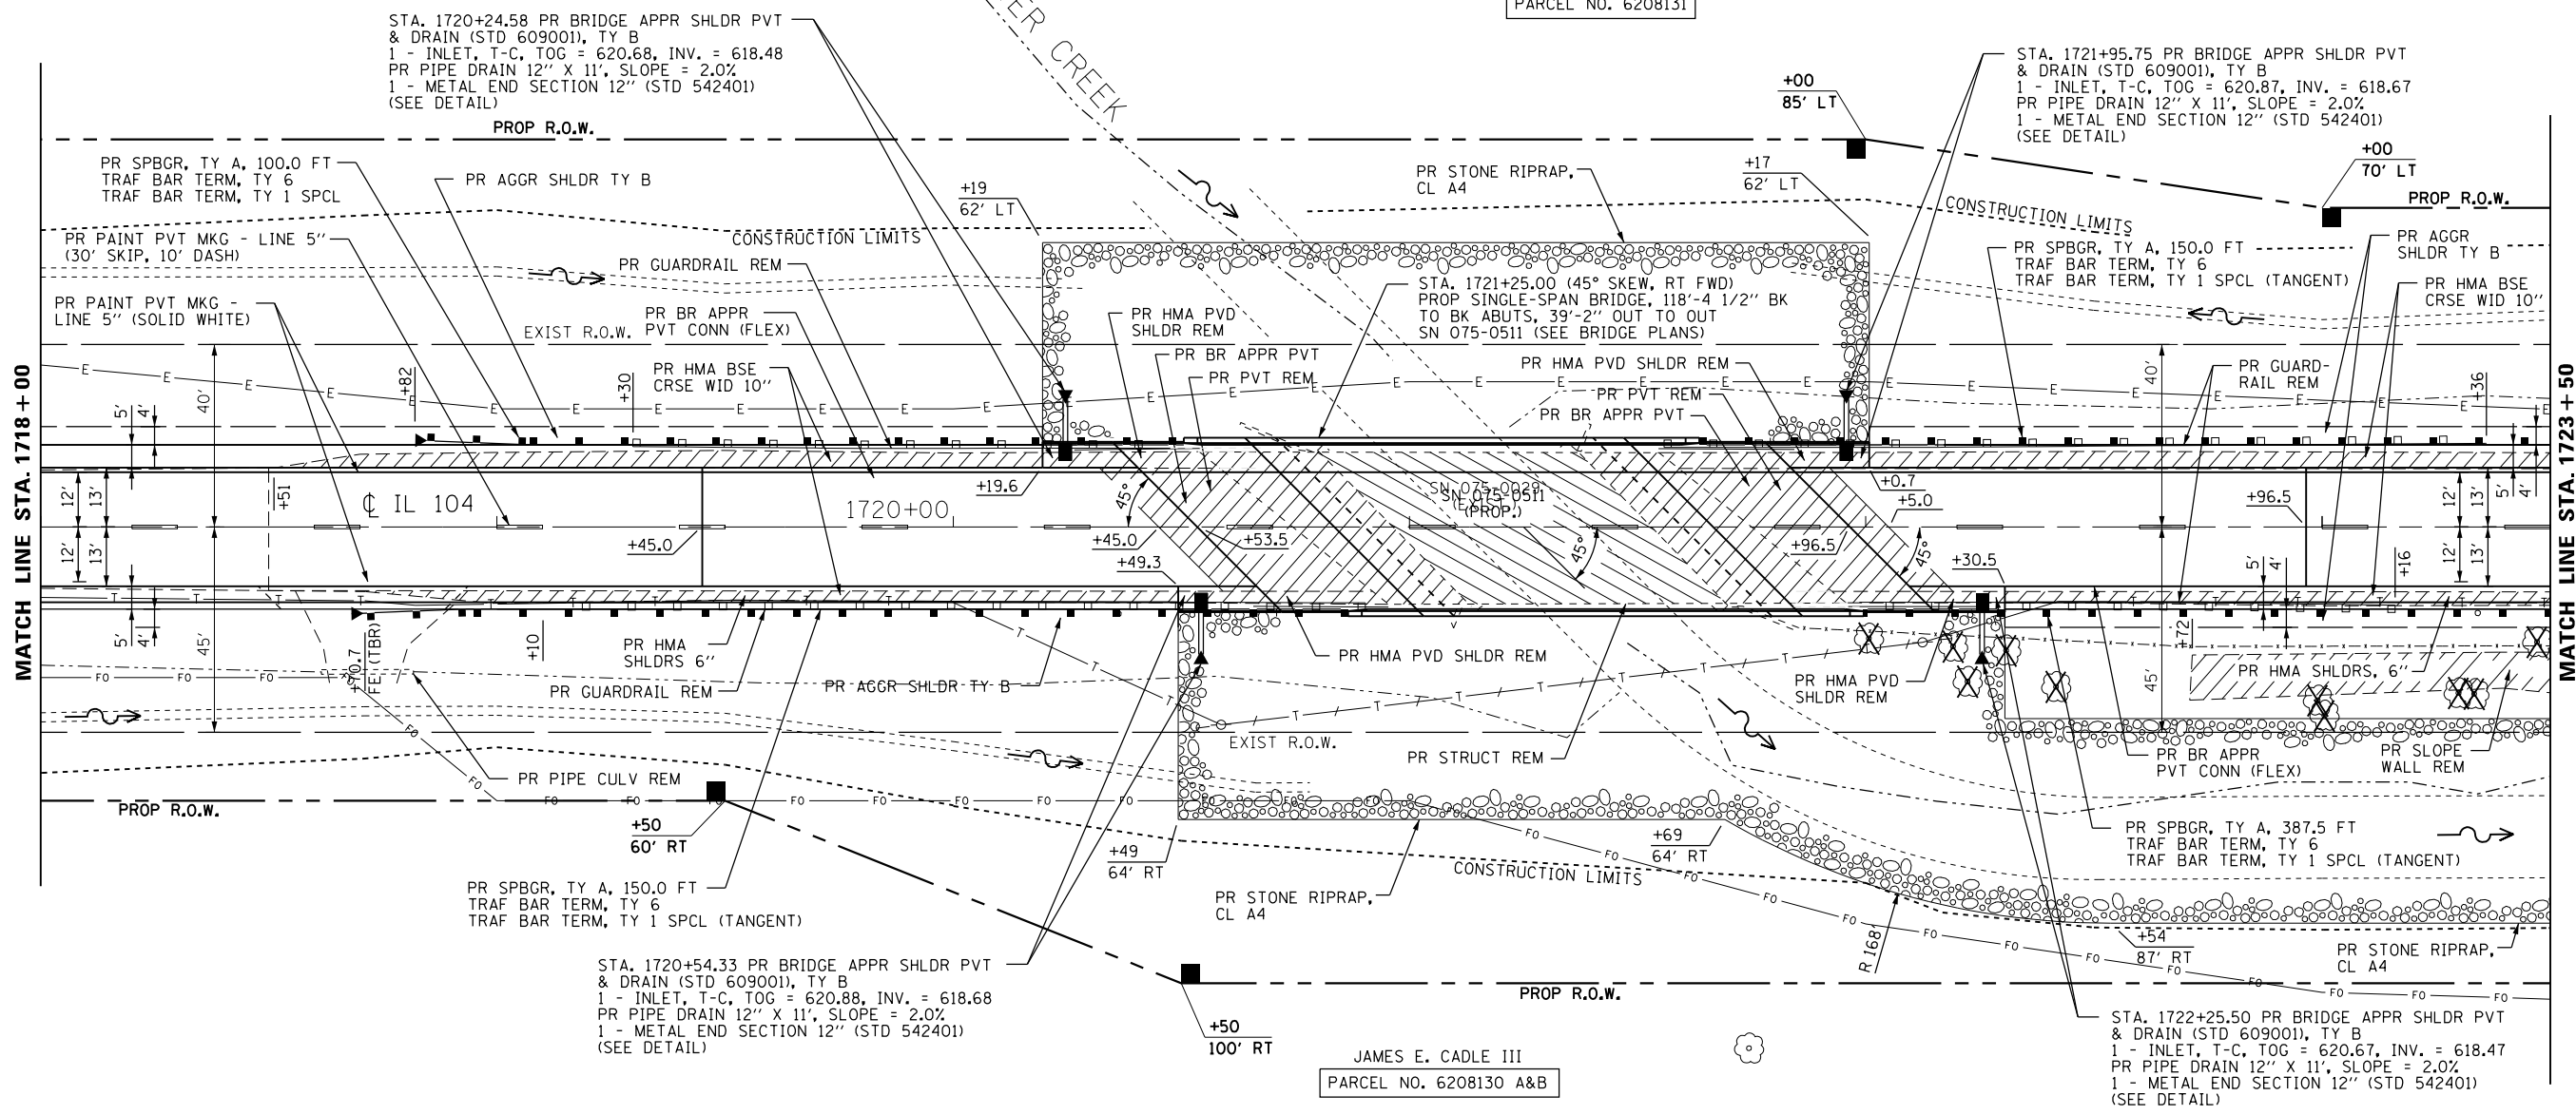 PARCEL NO. 6208131
STA. 1720+24.58 PR BRIDGE APPR SHLDR PVT
& DRAIN (STD 609001), TY B
1 - INLET, T-C, TOG = 620.68, INV. = 618.48
PR PIPE DRAIN 12'' X 11', SLOPE = 2.0%
1 - METAL END SECTION 12'' (STD 542401)
(SEE DETAIL)
CREEK
STA. 1721+95.75 PR BRIDGE APPR SHLDR PVT
& DRAIN (STD 609001), TY B
1 - INLET, T-C, TOG = 620.87, INV. = 618.67
PR PIPE DRAIN 12'' X 11', SLOPE = 2.0%
1 - METAL END SECTION 12'' (STD 542401)
(SEE DETAIL)
+00
85' LT
+00
70' LT
PROP R.O.W.
PROP R.O.W.
PR SPBGR, TY A, 100.0 FT
TRAF BAR TERM, TY 6
TRAF BAR TERM, TY 1 SPCL
PR AGGR SHLDR TY B
+19
62' LT
PR STONE RIPRAP,
CL A4
+17
62' LT
CONSTRUCTION LIMITS
CONSTRUCTION LIMITS
PR PAINT PVT MKG - LINE 5''
(30' SKIP, 10' DASH)
PR GUARDRAIL REM
PR SPBGR, TY A, 150.0 FT
TRAF BAR TERM, TY 6
TRAF BAR TERM, TY 1 SPCL (TANGENT)
PR AGGR
SHLDR TY B
PR HMA BSE
CRSE WID 10''
PR PAINT PVT MKG -
LINE 5'' (SOLID WHITE)
EXIST R.O.W.
PR BR APPR
PVT CONN (FLEX)
PR HMA PVD
SHLDR REM
STA. 1721+25.00 (45° SKEW, RT FWD)
PROP SINGLE-SPAN BRIDGE, 118'-4 1/2'' BK
TO BK ABUTS, 39'-2'' OUT TO OUT
SN 075-0511 (SEE BRIDGE PLANS)
PR BR APPR PVT
PR PVT REM
PR HMA BSE
CRSE WID 10''
PR HMA PVD SHLDR REM
PR PVT REM
PR BR APPR PVT
PR GUARD-
RAIL REM
MATCH LINE STA. 1718+00
MATCH LINE STA. 1723+50
E E E E E E E E E E E E E E E E E E E E
+82
+30
+36
40'
40'
5' 4'
5' 4'
+51
℄ IL 104
1720+00
+19.6
45°
SN 075-0029
SN 075-0511
(PROP.)
+0.7
+5.0
+96.5
12' 13'
12' 13'
12' 13'
12' 13'
+45.0
+45.0
+53.5
+49.3
45°
+96.5
45°
+30.5
+16
5' 4'
5' 4'
45'
45'
FE (TBR)
+10
+72
PR HMA
SHLDRS 6''
PR GUARDRAIL REM
PR AGGR SHLDR TY B
PR HMA PVD SHLDR REM
PR HMA PVD
SHLDR REM
PR HMA SHLDRS, 6''
EXIST R.O.W.
PR STRUCT REM
PR BR APPR
PVT CONN (FLEX)
PR SLOPE
WALL REM
PR PIPE CULV REM
PROP R.O.W.
FO FO FO FO FO FO FO FO FO FO FO FO
+50
60' RT
+49
64' RT
+69
64' RT
PR SPBGR, TY A, 387.5 FT
TRAF BAR TERM, TY 6
TRAF BAR TERM, TY 1 SPCL (TANGENT)
CONSTRUCTION LIMITS
PR SPBGR, TY A, 150.0 FT
TRAF BAR TERM, TY 6
TRAF BAR TERM, TY 1 SPCL (TANGENT)
PR STONE RIPRAP,
CL A4
R 168'
+54
87' RT
PR STONE RIPRAP,
CL A4
STA. 1720+54.33 PR BRIDGE APPR SHLDR PVT
& DRAIN (STD 609001), TY B
1 - INLET, T-C, TOG = 620.88, INV. = 618.68
PR PIPE DRAIN 12'' X 11', SLOPE = 2.0%
1 - METAL END SECTION 12'' (STD 542401)
(SEE DETAIL)
PROP R.O.W.
+50
100' RT
STA. 1722+25.50 PR BRIDGE APPR SHLDR PVT
& DRAIN (STD 609001), TY B
1 - INLET, T-C, TOG = 620.67, INV. = 618.47
PR PIPE DRAIN 12'' X 11', SLOPE = 2.0%
1 - METAL END SECTION 12'' (STD 542401)
(SEE DETAIL)
JAMES E. CADLE III
PARCEL NO. 6208130 A&B